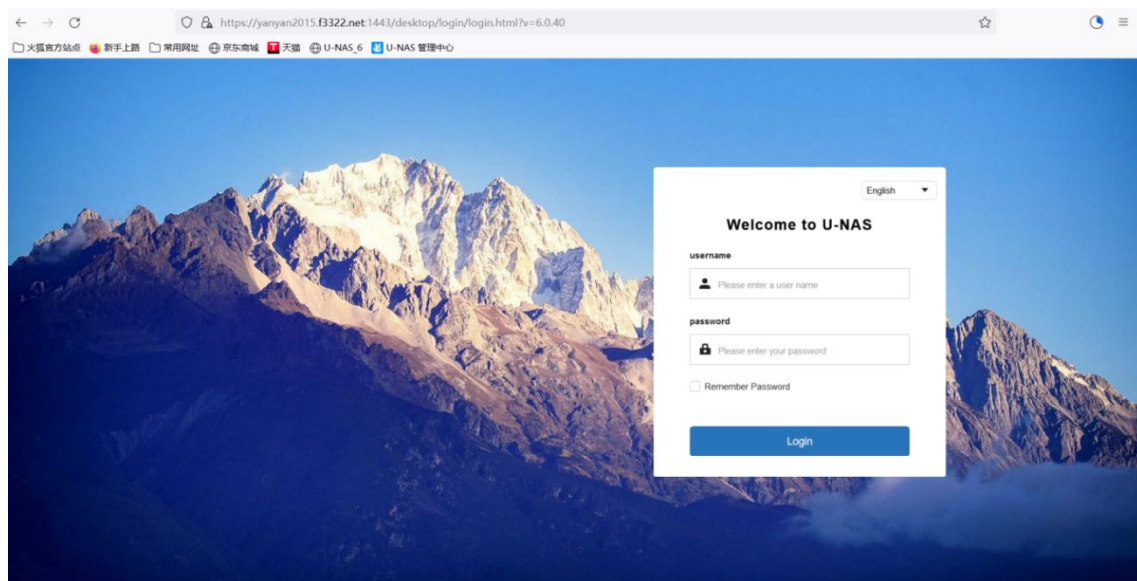 https://yanyan2015.f3322.net:1443/desktop/login/login.html?v=6.0.40
火狐官方站点 新手上路 常用网址 京东商城 天猫 U-NAS_6 U-NAS 管理中心
English
Welcome to U-NAS
username
Please enter a user name
password
Please enter your password
Remember Password
Login